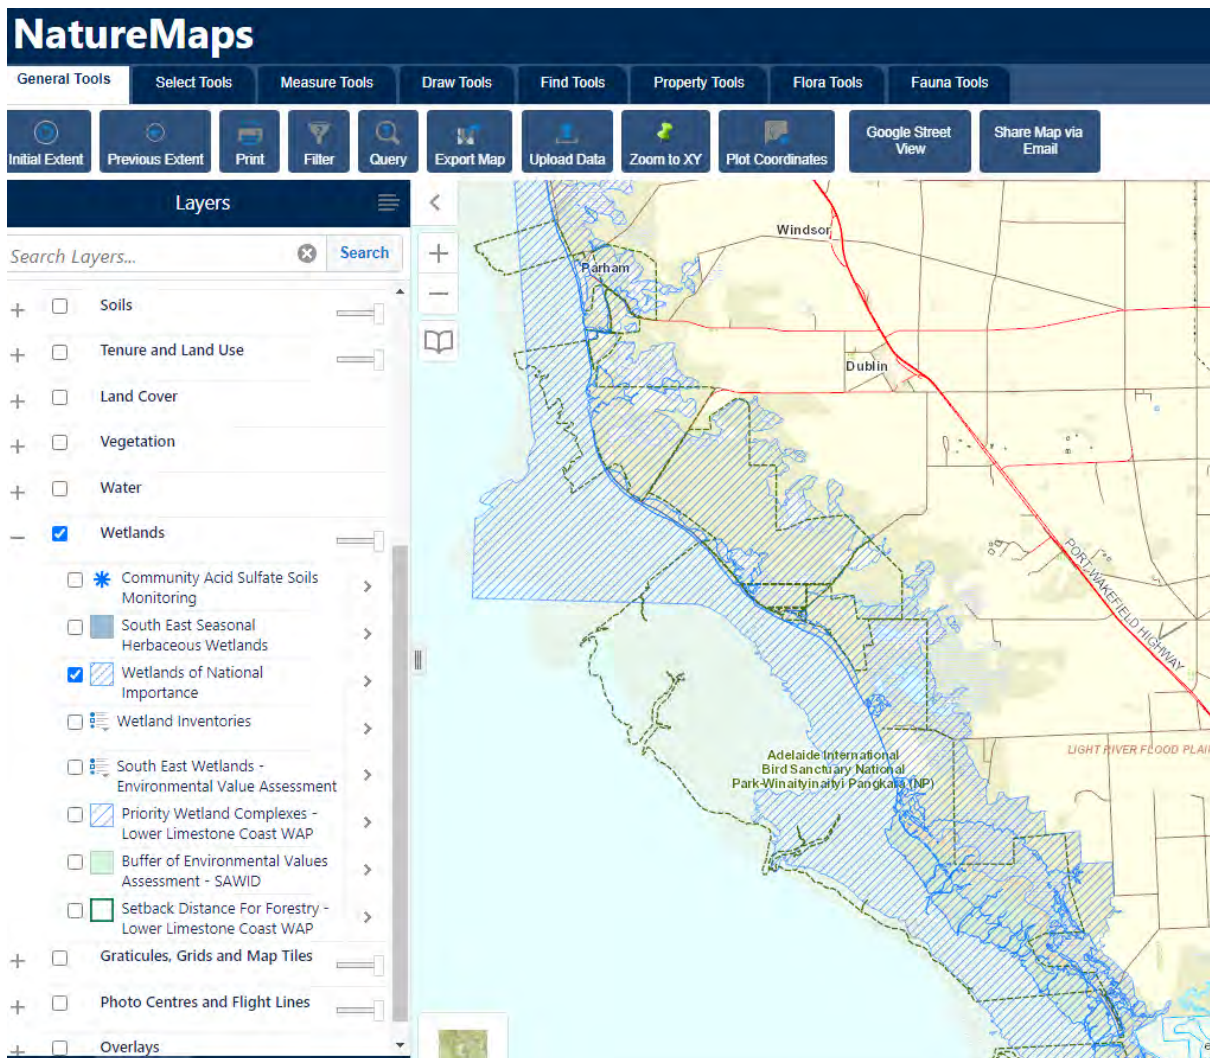 NatureMaps
General Tools
Select Tools
Measure Tools
Draw Tools
Find Tools
Property Tools
Flora Tools
Fauna Tools
Initial Extent
Previous Extent
Print
Filter
Query
Export Map
Upload Data
Zoom to XY
Plot Coordinates
Google Street
View
Share Map via
Email
Layers
Search Layers...
Search
Soils
Tenure and Land Use
Land Cover
Vegetation
Water
Wetlands
Community Acid Sulfate Soils
Monitoring
South East Seasonal
Herbaceous Wetlands
Wetlands of National
Importance
Wetland Inventories
South East Wetlands -
Environmental Value Assessment
Priority Wetland Complexes -
Lower Limestone Coast WAP
Buffer of Environmental Values
Assessment - SAWID
Setback Distance For Forestry -
Lower Limestone Coast WAP
Graticules, Grids and Map Tiles
Photo Centres and Flight Lines
Overlays
Windsor
Parham
Dublin
PORT WAKEFIELD HIGHWAY
LIGHT RIVER FLOOD PLAI
Adelaide International
Bird Sanctuary National
Park-Winaityinaityi Pangkara (NP)